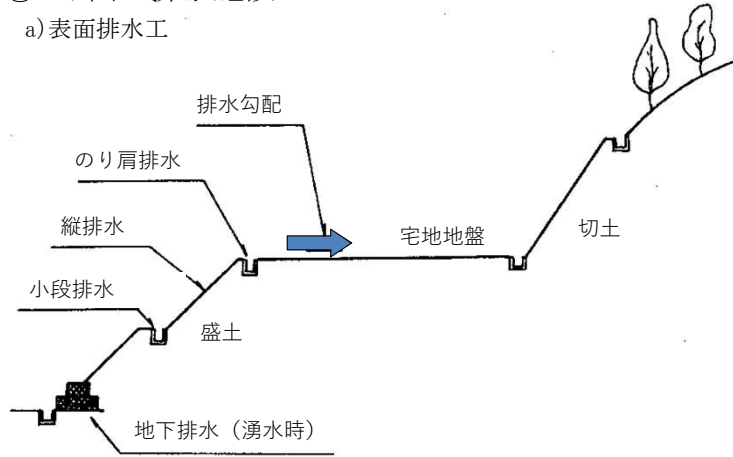 a)表面排水工
排水勾配
のり肩排水
縦排水
宅地地盤
切土
小段排水
盛土
地下排水（湧水時）